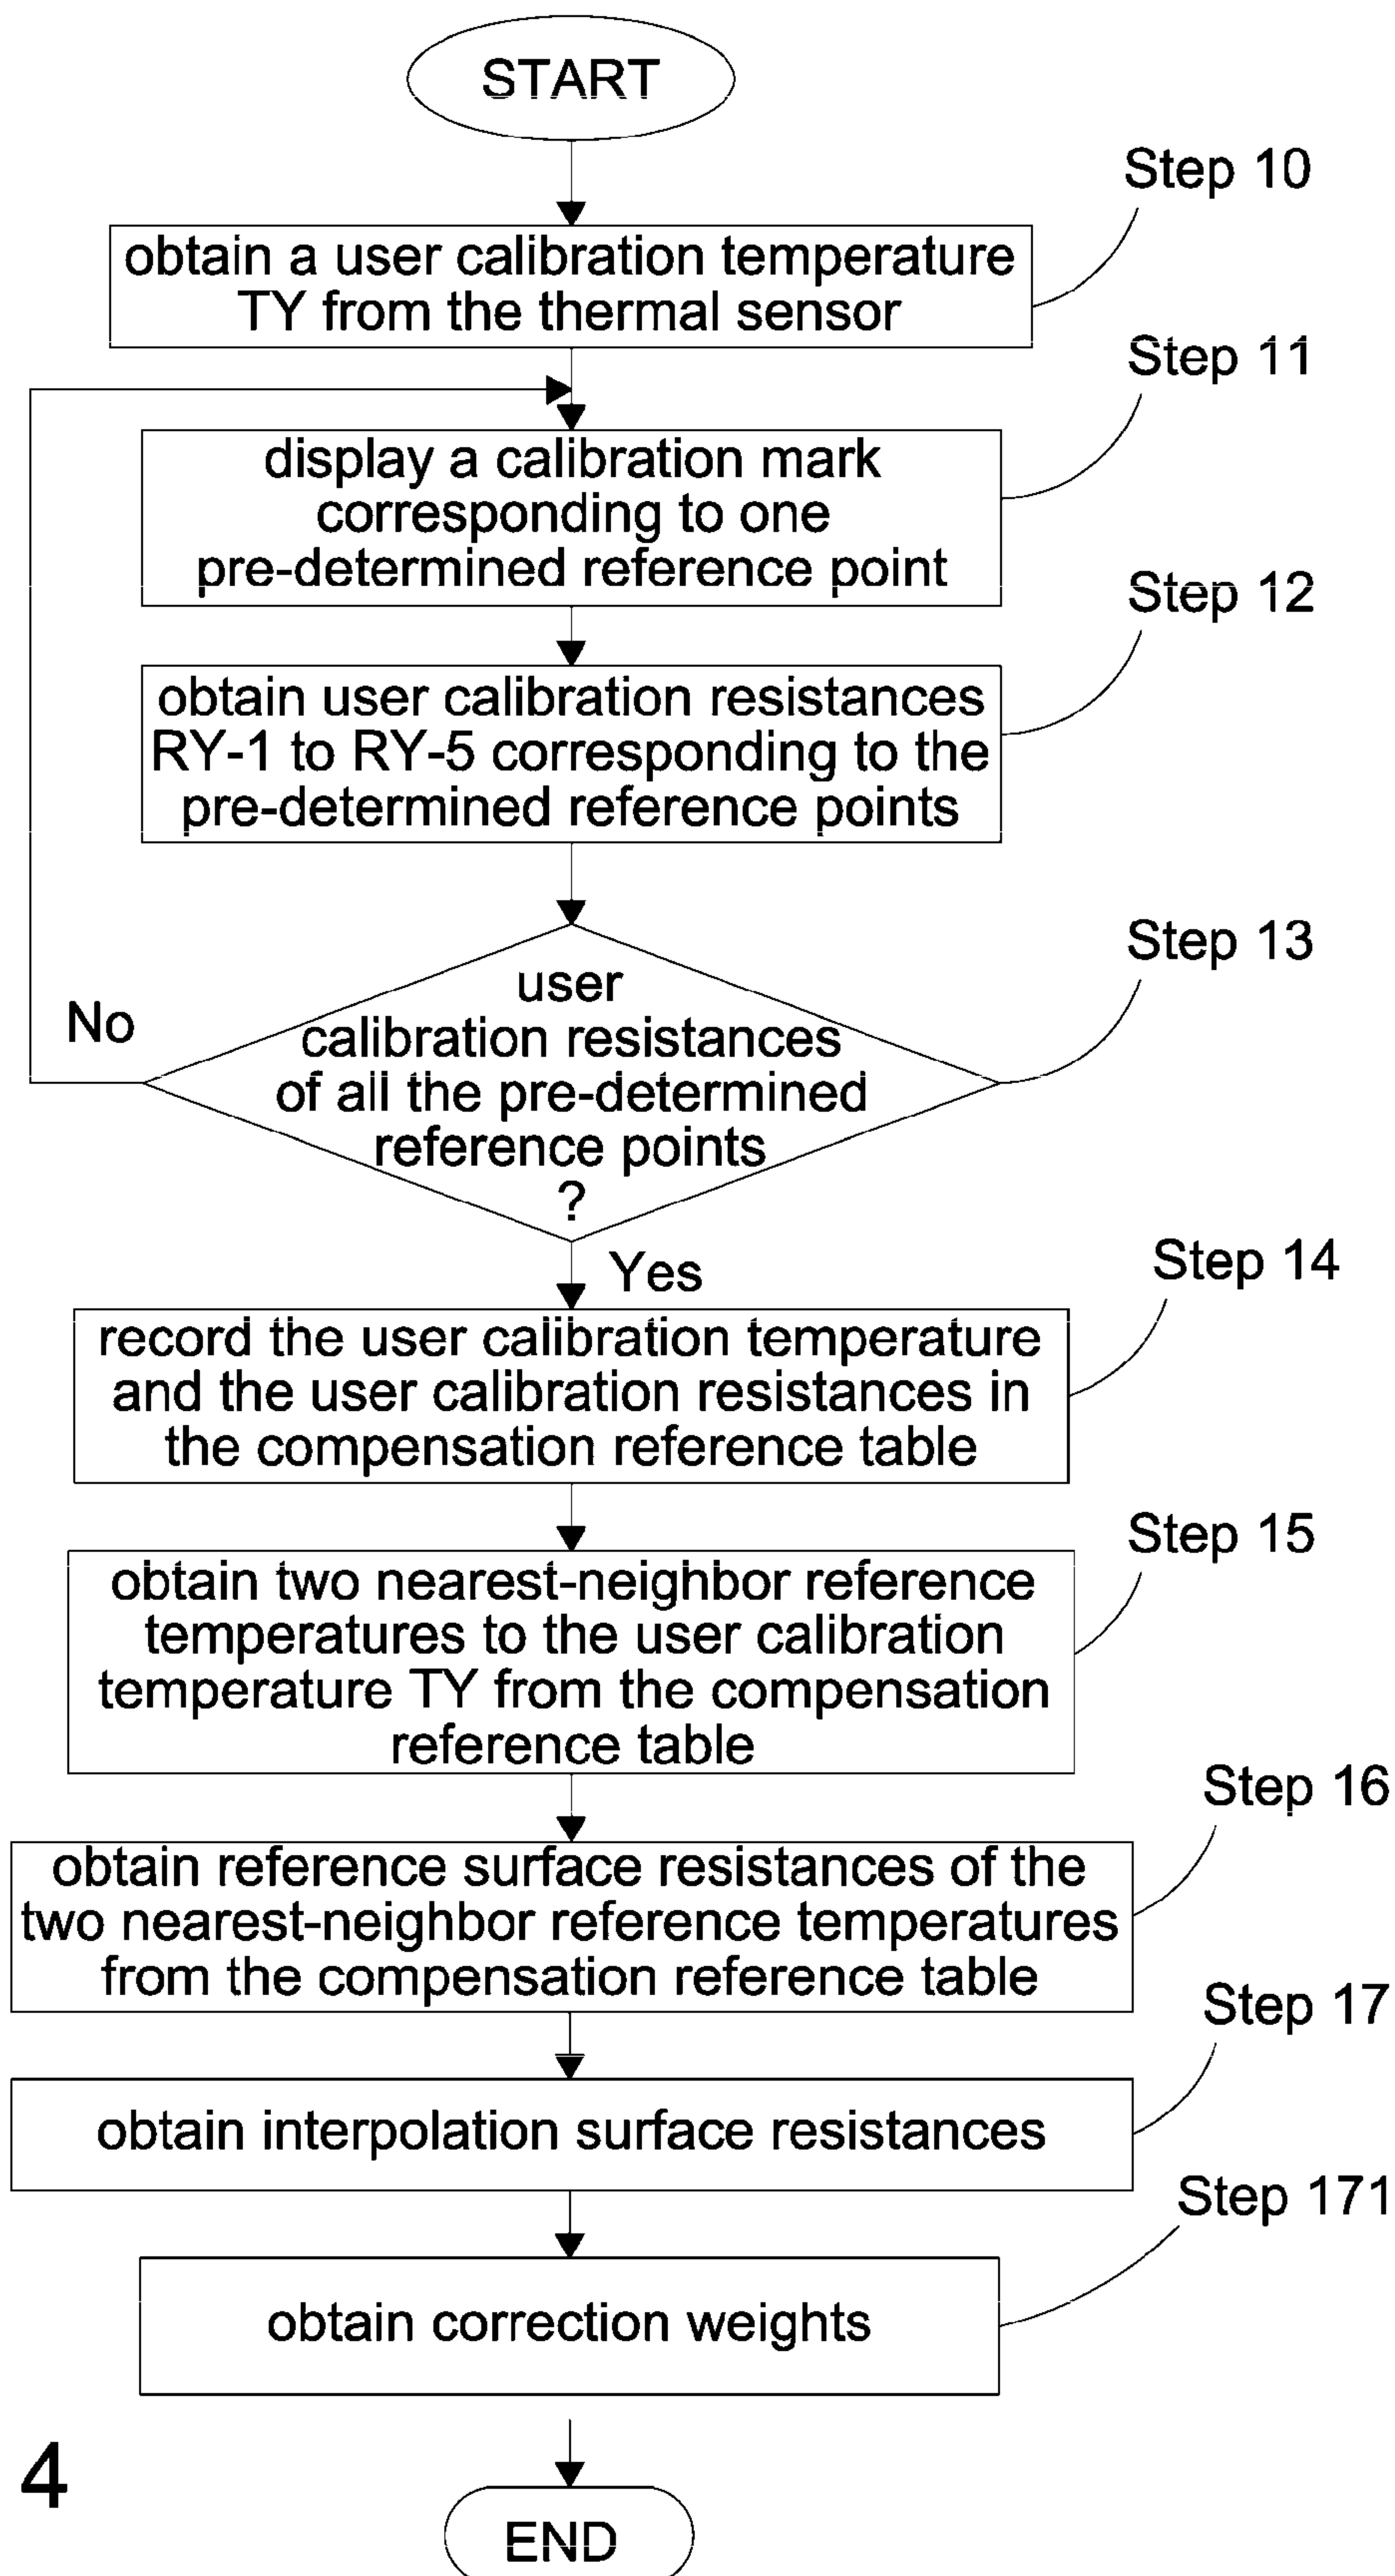 START
Step 10
obtain a user calibration temperature
TY from the thermal sensor
Step 11
display a calibration mark
corresponding to one
pre-determined reference point
Step 12
obtain user calibration resistances
RY-1 to RY-5 corresponding to the
pre-determined reference points
Step 13
No
user
calibration resistances
of all the pre-determined
reference points
?
Yes
Step 14
record the user calibration temperature
and the user calibration resistances in
the compensation reference table
Step 15
obtain two nearest-neighbor reference
temperatures to the user calibration
temperature TY from the compensation
reference table
Step 16
obtain reference surface resistances of the
two nearest-neighbor reference temperatures
from the compensation reference table
Step 17
obtain interpolation surface resistances
Step 171
obtain correction weights
4
END